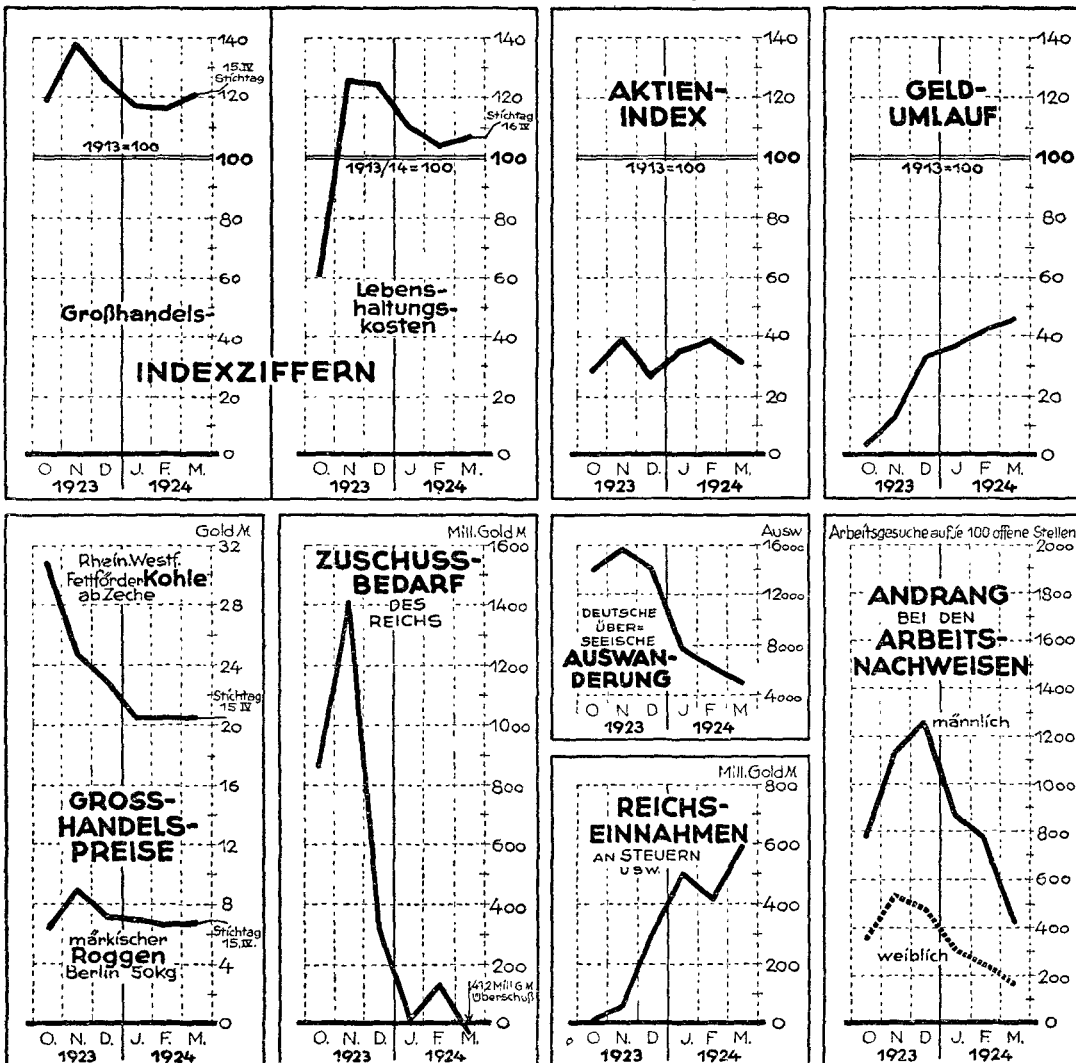 140
120
100
80
60
40
20
0
15.IV
Stichtag
1913=100
Großhandels-
INDEXZIFFERN
O. N. D. J. F. M.
1923 1924
140
120
100
80
60
40
20
0
Stichtag
16 IV
1913/14=100
Lebens-
haltungs-
kosten
O. N D. J F. M.
1923 1924
AKTIEN-
INDEX
140
120
100
80
60
40
20
0
1913=100
O N D. J F M.
1923 1924
GELD-
UMLAUF
140
120
100
80
60
40
20
0
1913=100
O. N. D. J. F. M.
1923 1924
Gold M
32
28
24
20
16
12
8
4
0
Rhein.Westf.
Fettförder Kohle
ab Zeche
Stichtag
15 IV
GROSS-
HANDELS-
PREISE
Stichtag
15.IV.
märkischer
Roggen
Berlin 50kg
O. N. D. J. F. M.
1923 1924
Mill. Gold M.
1600
1400
1200
1000
800
600
400
200
0
ZUSCHUSS-
BEDARF
DES
REICHS
41,2 Mill G M
Überschuß
O. N. D. J. F. M.
1923 1924
Ausw
16000
12000
8000
4000
DEUTSCHE
ÜBER=
SEEISCHE
AUSWAN-
DERUNG
O N D J F M
1923 1924
Mill. Gold M
800
600
400
200
0
REICHS-
EINNAHMEN
AN STEUERN
USW.
O. N. D. J. F. M.
1923 1924
Arbeitsgesuche auf je 100 offene Stellen
2000
1800
1600
1400
1200
1000
800
600
400
200
0
ANDRANG
BEI DEN
ARBEITS-
NACHWEISEN
männlich
weiblich
O N D. J F. M.
1923 1924